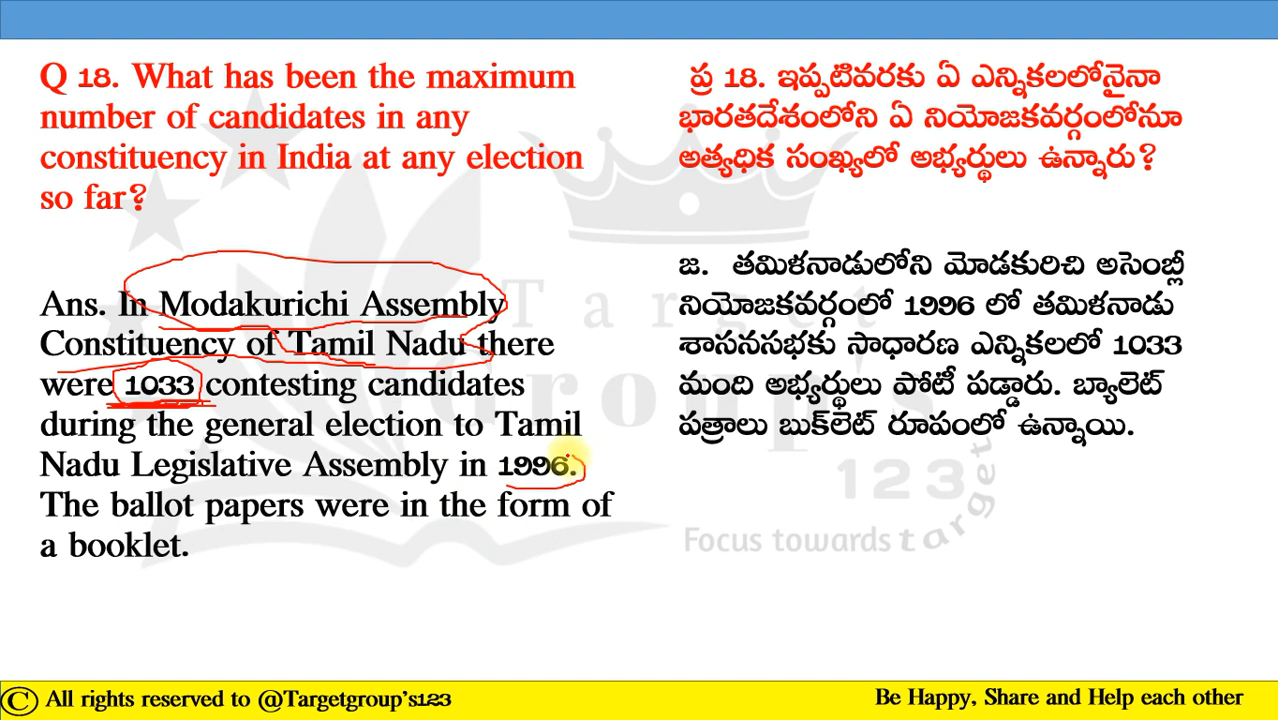 Q 18. What has been the maximum
number of candidates in any
constituency in India at any election
so far?
Ans. In Modakurichi Assembly
Constituency of Tamil Nadu there
were 1033 contesting candidates
during the general election to Tamil
Nadu Legislative Assembly in 1996.
The ballot papers were in the form of
a booklet.
ప్ర 18. ఇప్పటివరకు ఏ ఎన్నికలలోనైనా
భారతదేశంలోని ఏ నియోజకవర్గంలోనూ
అత్యధిక సంఖ్యలో అభ్యర్థులు ఉన్నారు?
జ. తమిళనాడులోని మోడకురిచి అసెంబ్లీ
నియోజకవర్గంలో 1996 లో తమిళనాడు
శాసనసభకు సాధారణ ఎన్నికలలో 1033
మంది అభ్యర్థులు పోటీ పడ్డారు. బ్యాలెట్
పత్రాలు బుక్‌లెట్ రూపంలో ఉన్నాయి.
Target
Group's
123
Focus towards target
© All rights reserved to @Targetgroup's123
Be Happy, Share and Help each other